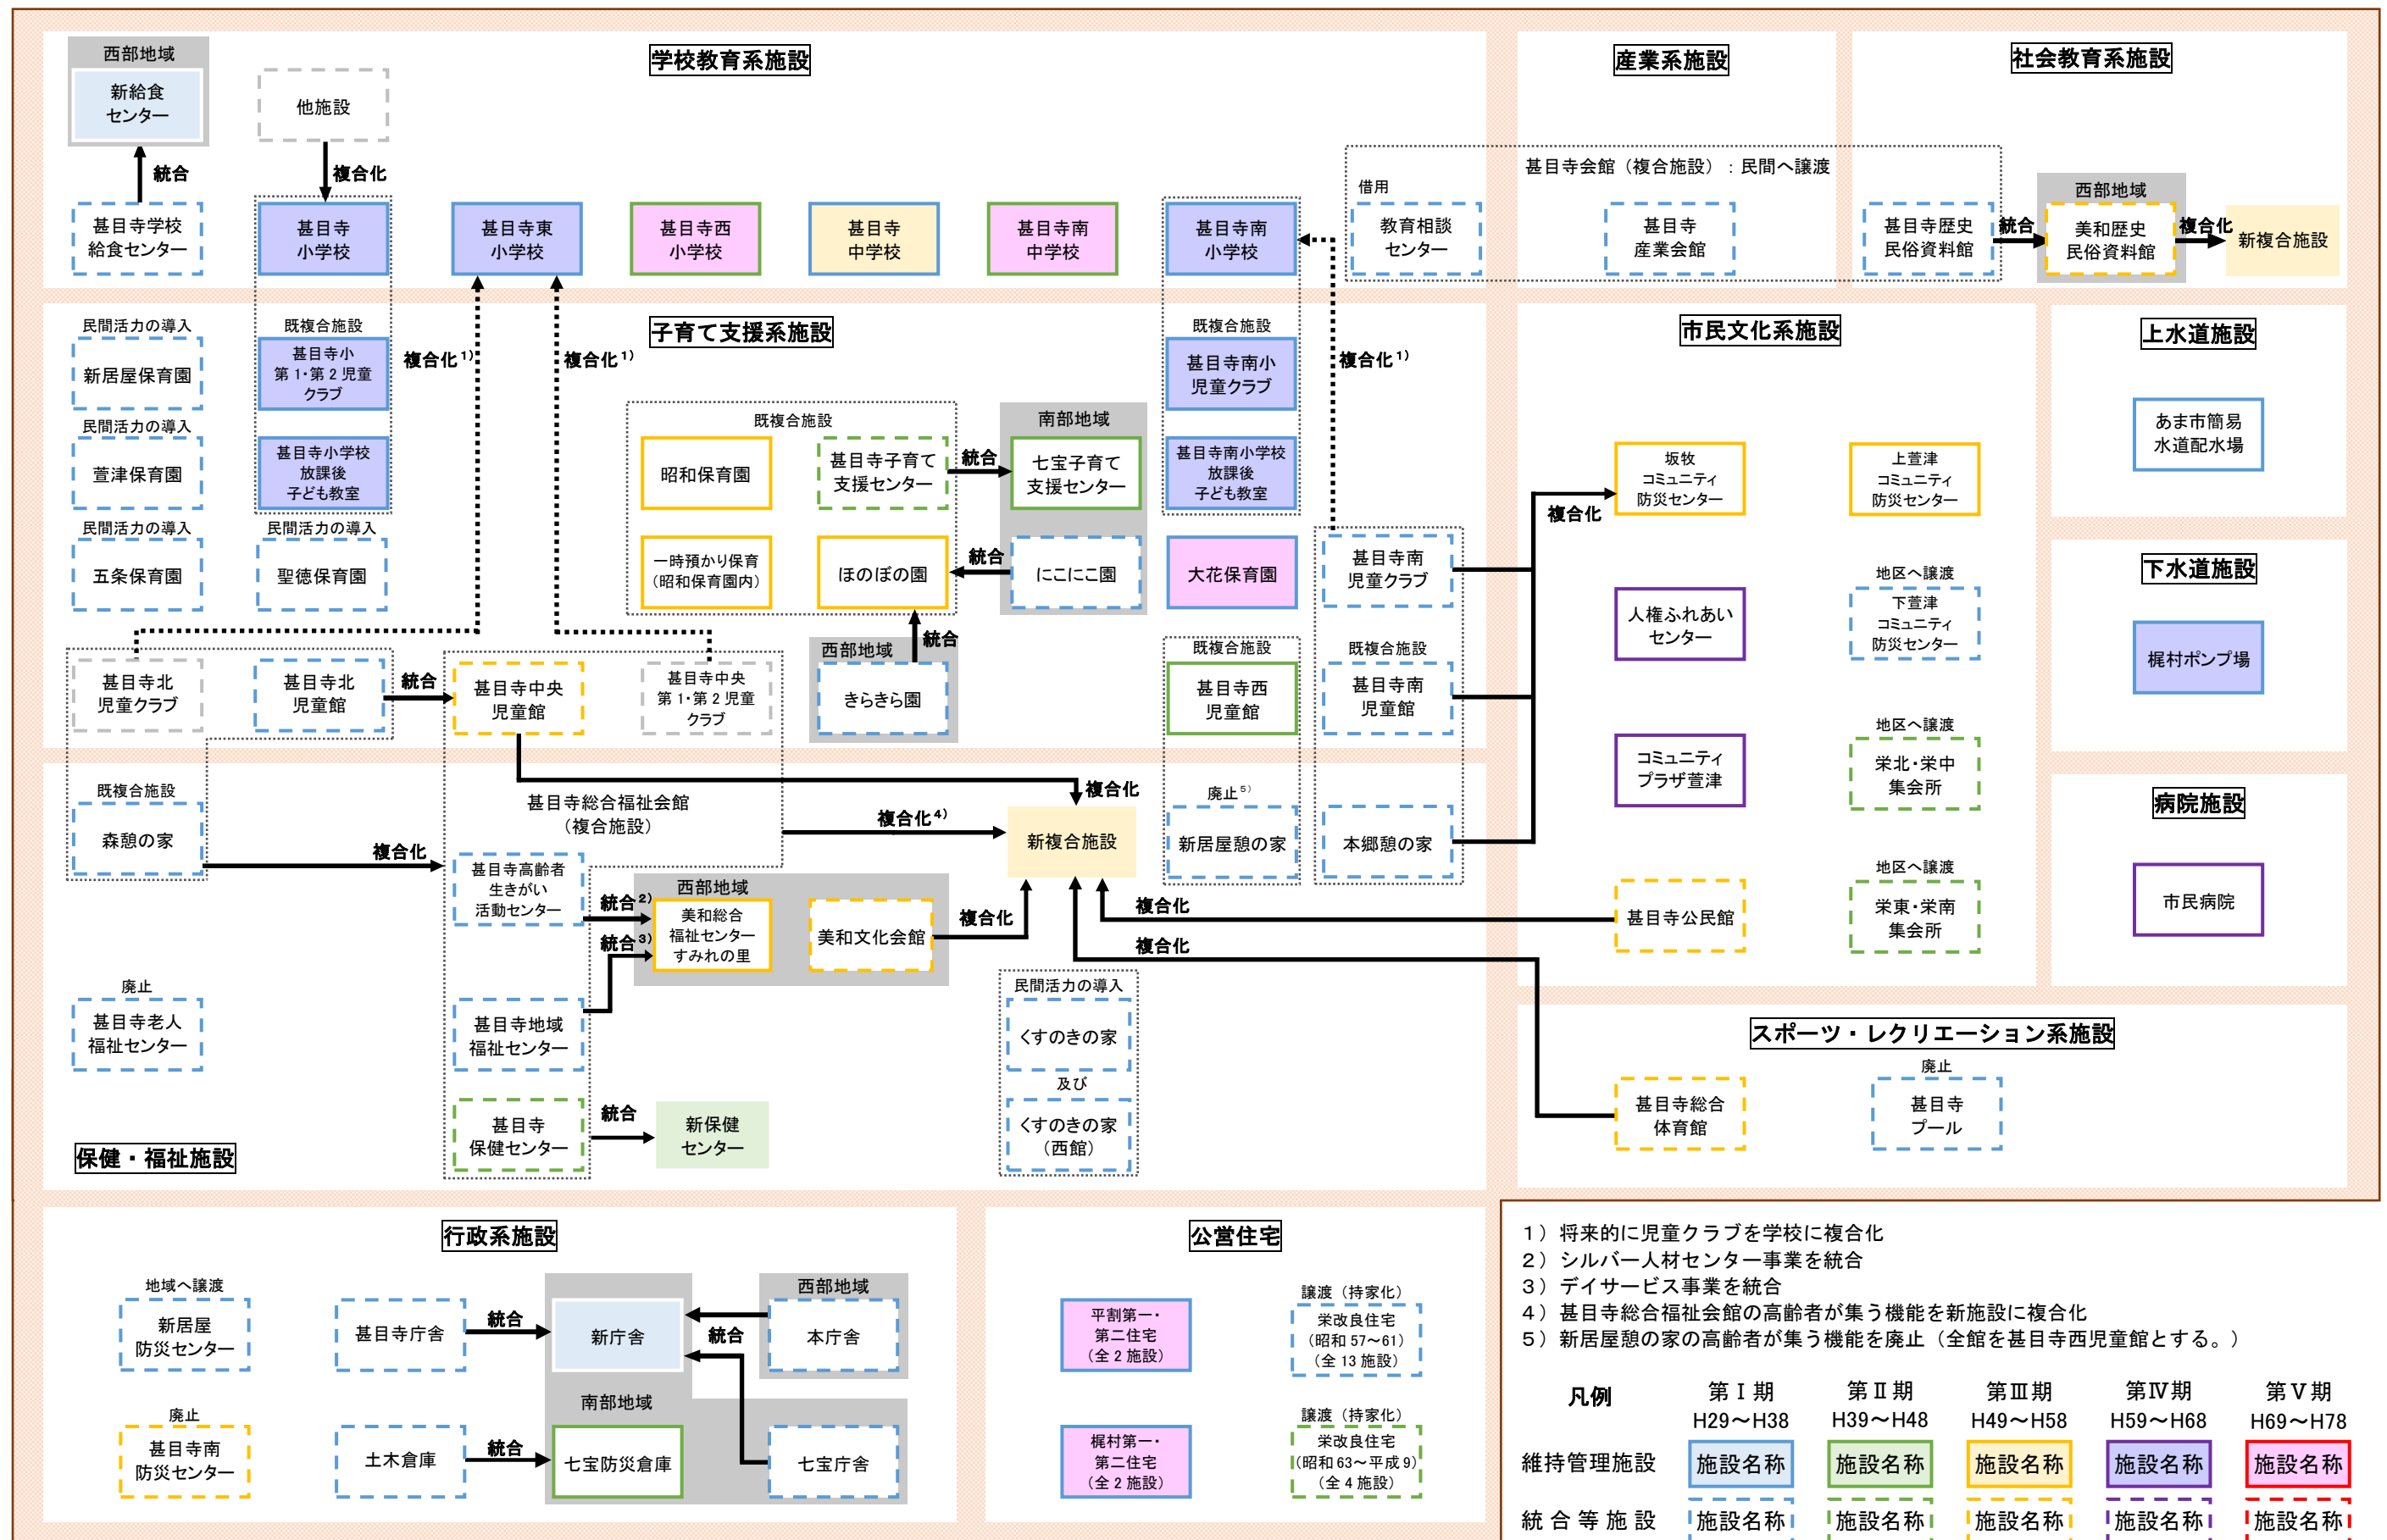 学校教育系施設
産業系施設
社会教育系施設
西部地域
新給食
センター
他施設
統合
複合化
甚目寺会館（複合施設）：民間へ譲渡
借用
西部地域
甚目寺学校
給食センター
甚目寺
小学校
甚目寺東
小学校
甚目寺西
小学校
甚目寺
中学校
甚目寺南
中学校
甚目寺南
小学校
教育相談
センター
甚目寺
産業会館
甚目寺歴史
民俗資料館
統合
美和歴史
民俗資料館
複合化
新複合施設
子育て支援系施設
市民文化系施設
上水道施設
民間活力の導入
新居屋保育園
既複合施設
甚目寺小
第1・第2児童
クラブ
複合化1)
複合化1)
既複合施設
甚目寺南小
児童クラブ
複合化1)
民間活力の導入
萱津保育園
甚目寺小学校
放課後
子ども教室
既複合施設
昭和保育園
甚目寺子育て
支援センター
統合
南部地域
七宝子育て
支援センター
甚目寺南小学校
放課後
子ども教室
民間活力の導入
五条保育園
民間活力の導入
聖徳保育園
一時預かり保育
（昭和保育園内）
ほのぼの園
統合
にこにこ園
大花保育園
甚目寺南
児童クラブ
統合
西部地域
きらきら園
甚目寺北
児童クラブ
甚目寺北
児童館
統合
甚目寺中央
児童館
甚目寺中央
第1・第2児童
クラブ
既複合施設
甚目寺西
児童館
既複合施設
甚目寺南
児童館
複合化
坂牧
コミュニティ
防災センター
上萱津
コミュニティ
防災センター
人権ふれあい
センター
地区へ譲渡
下萱津
コミュニティ
防災センター
コミュニティ
プラザ萱津
地区へ譲渡
栄北・栄中
集会所
甚目寺公民館
地区へ譲渡
栄東・栄南
集会所
あま市簡易
水道配水場
下水道施設
梶村ポンプ場
病院施設
市民病院
既複合施設
森憩の家
複合化
甚目寺総合福祉会館
（複合施設）
複合化4)
複合化
新複合施設
廃止5)
新居屋憩の家
本郷憩の家
甚目寺高齢者
生きがい
活動センター
統合2)
統合3)
西部地域
美和総合
福祉センター
すみれの里
美和文化会館
複合化
複合化
複合化
廃止
甚目寺老人
福祉センター
甚目寺地域
福祉センター
民間活力の導入
くすのきの家
及び
くすのきの家
（西館）
甚目寺
保健センター
統合
新保健
センター
保健・福祉施設
スポーツ・レクリエーション系施設
甚目寺総合
体育館
廃止
甚目寺
プール
行政系施設
地域へ譲渡
新居屋
防災センター
甚目寺庁舎
統合
新庁舎
統合
西部地域
本庁舎
廃止
甚目寺南
防災センター
土木倉庫
統合
南部地域
七宝防災倉庫
七宝庁舎
公営住宅
平割第一・
第二住宅
（全2施設）
譲渡（持家化）
栄改良住宅
（昭和57～61）
（全13施設）
梶村第一・
第二住宅
（全2施設）
譲渡（持家化）
栄改良住宅
（昭和63～平成9）
（全4施設）
1）将来的に児童クラブを学校に複合化
2）シルバー人材センター事業を統合
3）デイサービス事業を統合
4）甚目寺総合福祉会館の高齢者が集う機能を新施設に複合化
5）新居屋憩の家の高齢者が集う機能を廃止（全館を甚目寺西児童館とする。）
凡例 第Ⅰ期 第Ⅱ期 第Ⅲ期 第Ⅳ期 第Ⅴ期
H29～H38 H39～H48 H49～H58 H59～H68 H69～H78
維持管理施設 施設名称 施設名称 施設名称 施設名称 施設名称
統合等施設 施設名称 施設名称 施設名称 施設名称 施設名称